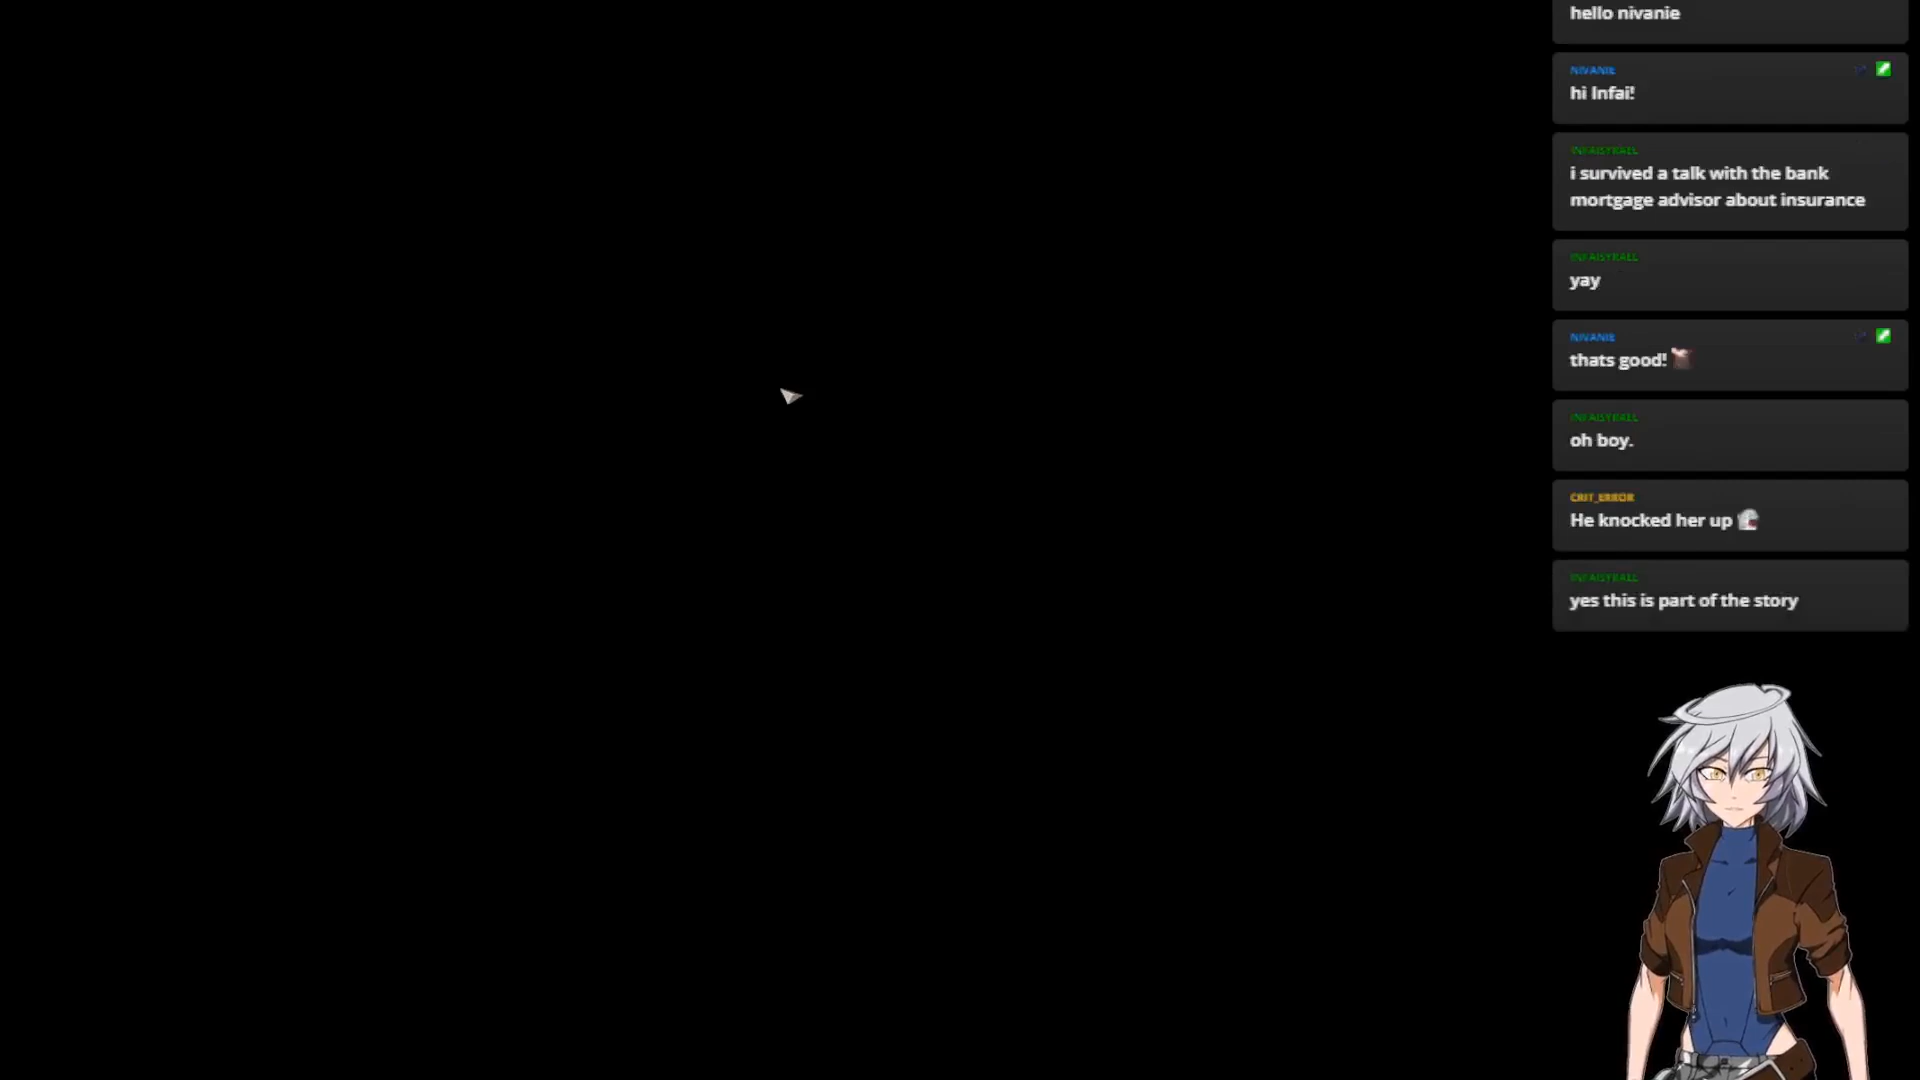 hello nivanie
NIVANIE
hi Infai!
i survived a talk with the bank
mortgage advisor about insurance
yay
NIVANIE
thats good!
oh boy.
CRIT_ERROR
He knocked her up
yes this is part of the story